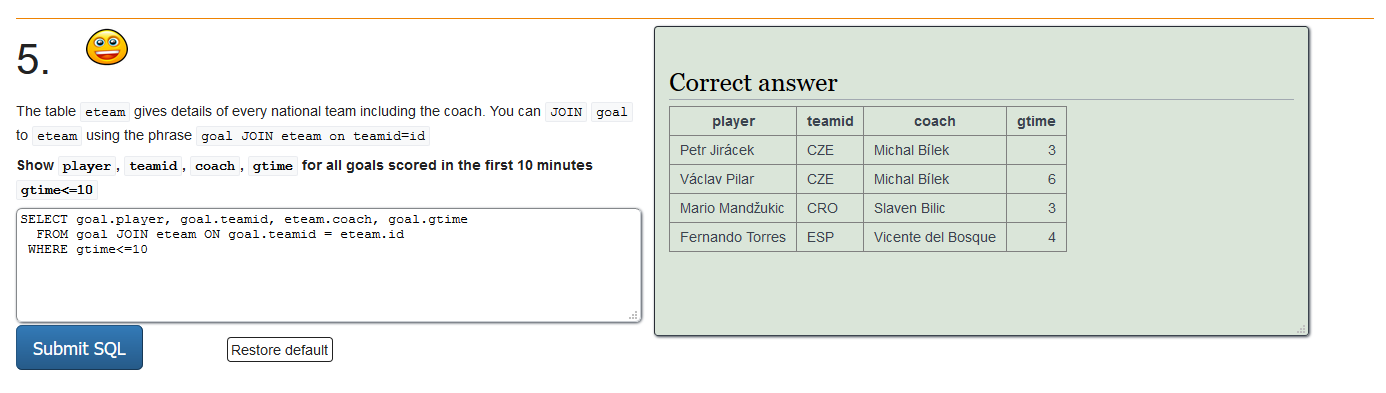 5.
The table eteam gives details of every national team including the coach. You can JOIN goal
to eteam using the phrase goal JOIN eteam on teamid=id
Show player, teamid, coach, gtime for all goals scored in the first 10 minutes
gtime<=10
SELECT goal.player, goal.teamid, eteam.coach, goal.gtime
FROM goal JOIN eteam ON goal.teamid = eteam.id
WHERE gtime<=10
Submit SQL
Restore default
Correct answer
player teamid coach gtime
Petr Jirácek CZE Michal Bílek 3
Václav Pilar CZE Michal Bílek 6
Mario Mandžukic CRO Slaven Bilic 3
Fernando Torres ESP Vicente del Bosque 4